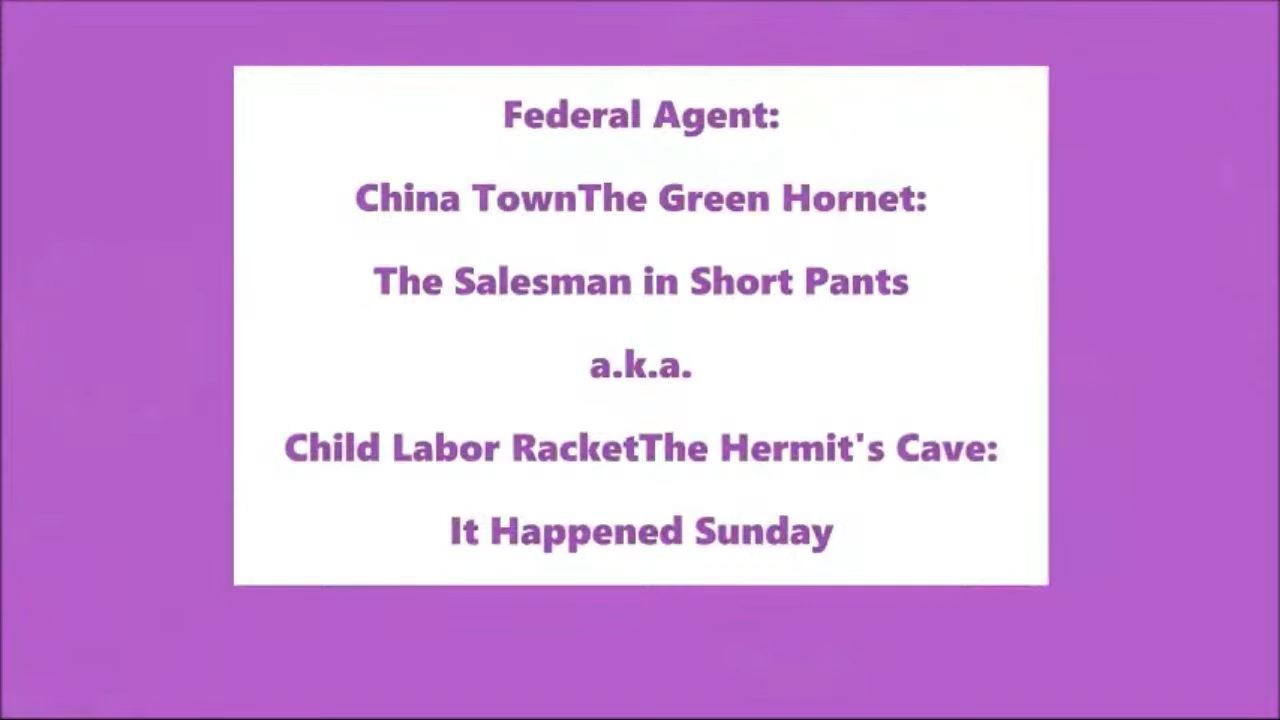 Federal Agent:
China TownThe Green Hornet:
The Salesman in Short Pants
a.k.a.
Child Labor RacketThe Hermit's Cave:
It Happened Sunday